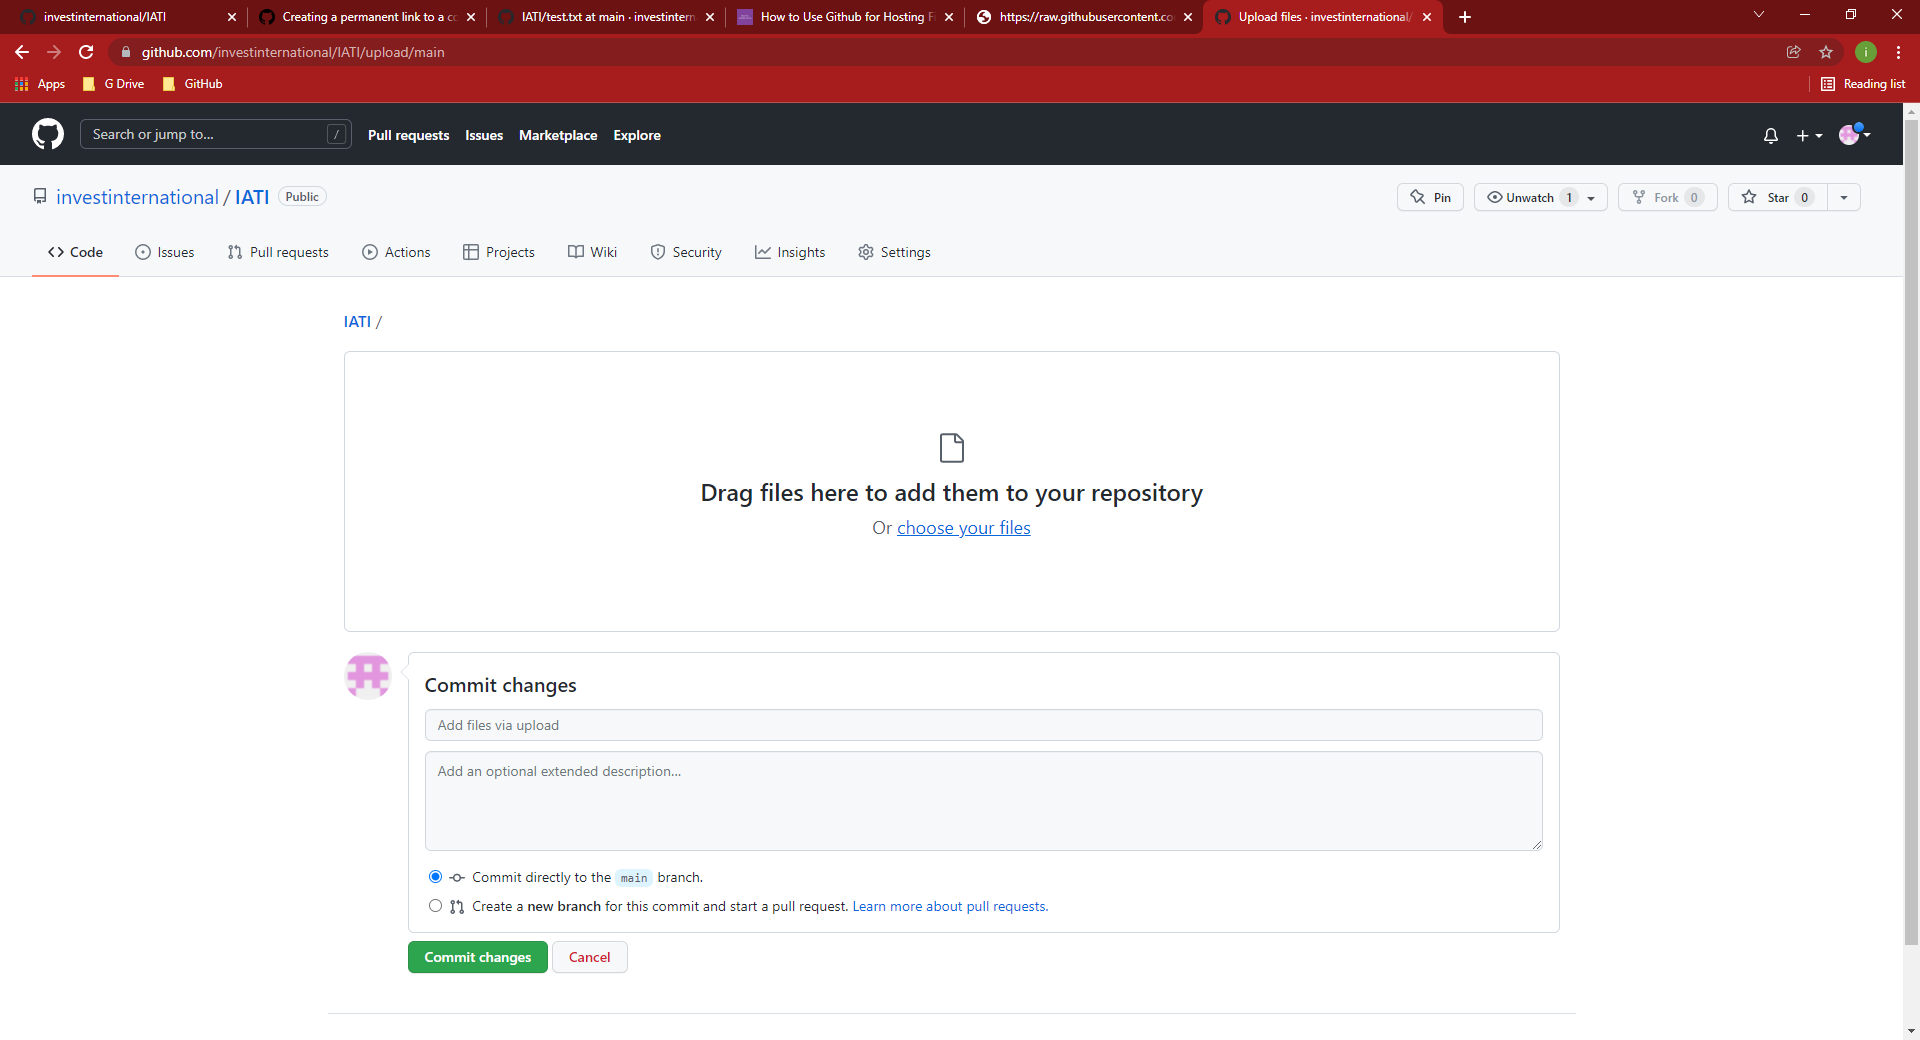 investinternational/IATI
Creating a permanent link to a co
IATI/test.txt at main · investintern
How to Use Github for Hosting F
https://raw.githubusercontent.co
Upload files · investinternational/
github.com/investinternational/IATI/upload/main
i
Apps
G Drive
GitHub
Reading list
Search or jump to...
/
Pull requests
Issues
Marketplace
Explore
investinternational / IATI
Public
Pin
Unwatch 1
Fork 0
Star 0
Code
Issues
Pull requests
Actions
Projects
Wiki
Security
Insights
Settings
IATI /
Drag files here to add them to your repository
Or choose your files
Commit changes
Add files via upload
Add an optional extended description...
Commit directly to the main branch.
Create a new branch for this commit and start a pull request. Learn more about pull requests.
Commit changes
Cancel